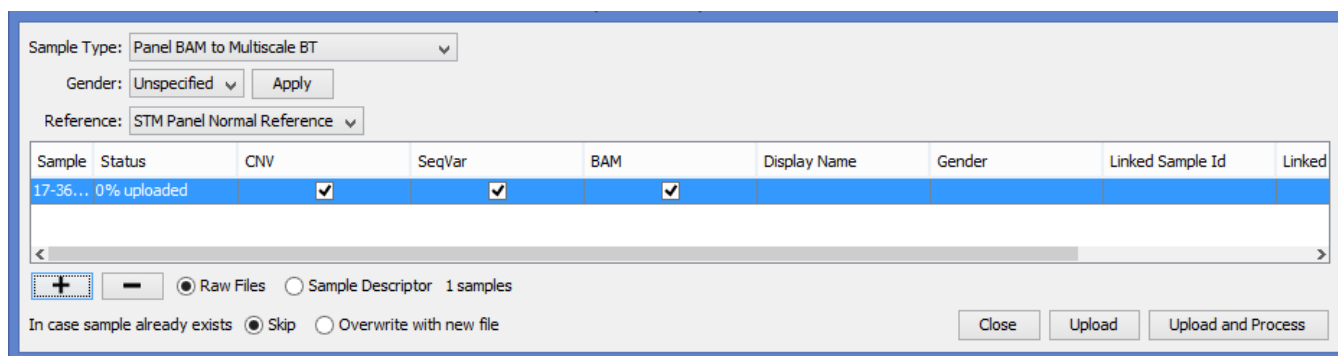 Sample Type: Panel BAM to Multiscale BT
Gender: Unspecified Apply
Reference: STM Panel Normal Reference
Sample Status CNV SeqVar BAM Display Name Gender Linked Sample Id Linked
17-36... 0% uploaded
Raw Files Sample Descriptor 1 samples
In case sample already exists Skip Overwrite with new file Close Upload Upload and Process